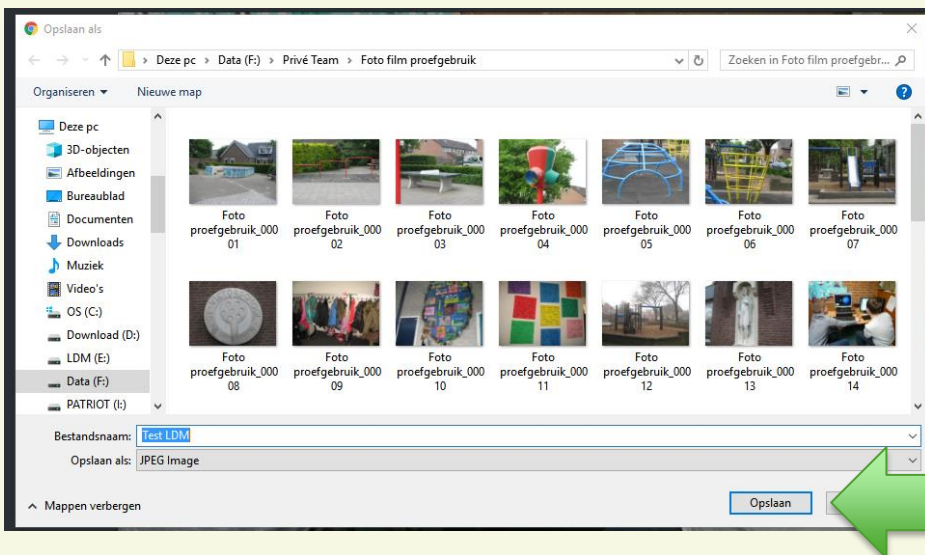 Opslaan als
Deze pc > Data (F:) > Privé Team > Foto film proefgebruik
Zoeken in Foto film proefgebr...
Organiseren
Nieuwe map
Deze pc
3D-objecten
Afbeeldingen
Bureaublad
Documenten
Downloads
Muziek
Video's
OS (C:)
Download (D:)
LDM (E:)
Data (F:)
PATRIOT (I:)
Foto
proefgebruik_000
01
Foto
proefgebruik_000
02
Foto
proefgebruik_000
03
Foto
proefgebruik_000
04
Foto
proefgebruik_000
05
Foto
proefgebruik_000
06
Foto
proefgebruik_000
07
Foto
proefgebruik_000
08
Foto
proefgebruik_000
09
Foto
proefgebruik_000
10
Foto
proefgebruik_000
11
Foto
proefgebruik_000
12
Foto
proefgebruik_000
13
Foto
proefgebruik_000
14
Bestandsnaam: Test LDM
Opslaan als: JPEG Image
Mappen verbergen
Opslaan